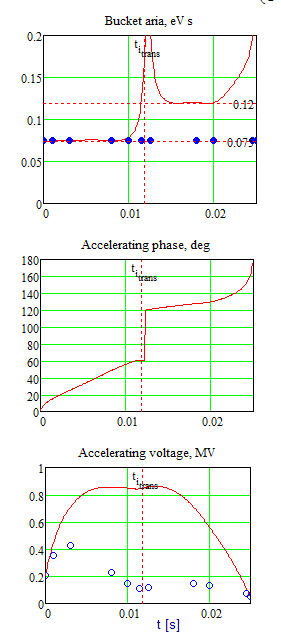 Bucket aria, eV s
0.2
t i trans
0.15
0.12
0.1
0.075
0.05
0
0 0.01 0.02
Accelerating phase, deg
180
t i trans
160
140
120
100
80
60
40
20
0
0 0.01 0.02
Accelerating voltage, MV
1
t i trans
0.8
0.6
0.4
0.2
0
0 0.01 0.02
t [s]